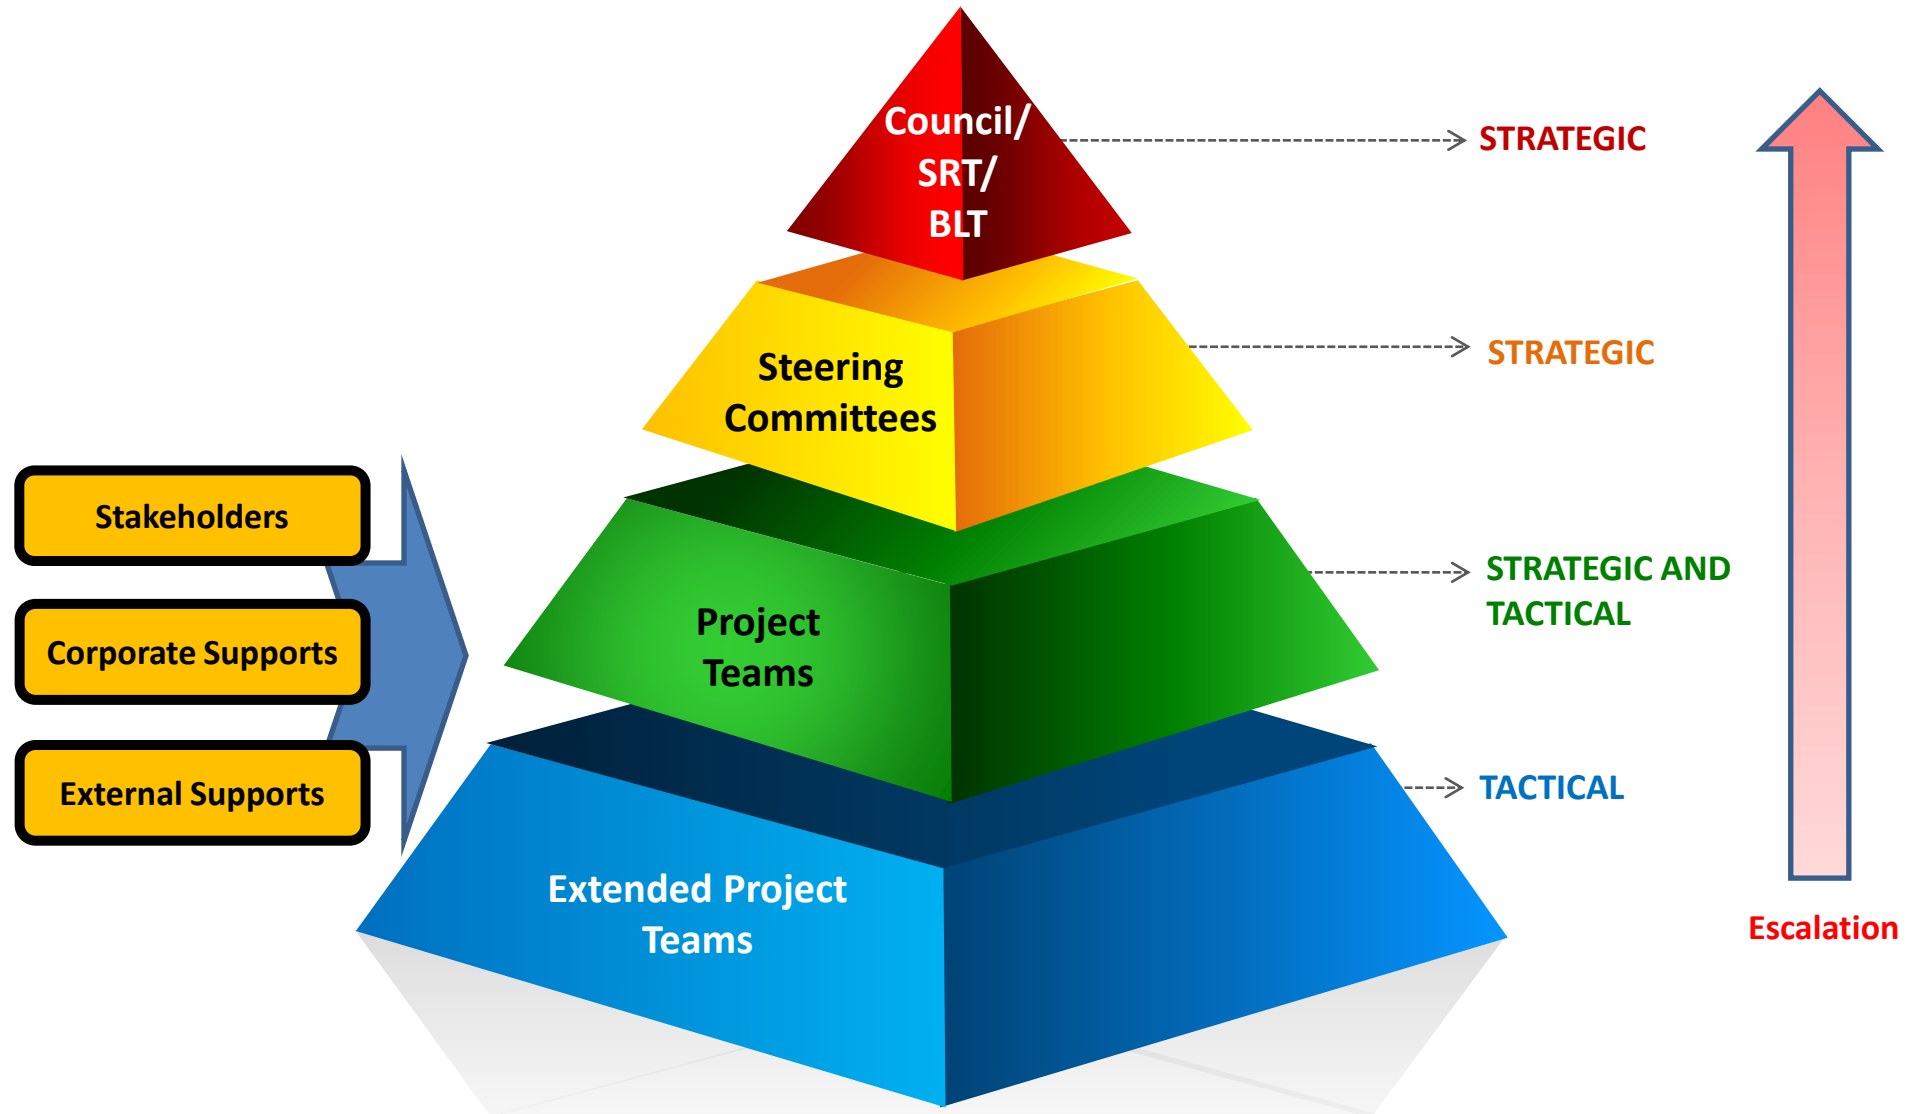 Council/
SRT/
BLT
STRATEGIC
Steering
Committees
STRATEGIC
Stakeholders
Corporate Supports
External Supports
Project
Teams
STRATEGIC AND
TACTICAL
TACTICAL
Extended Project
Teams
Escalation